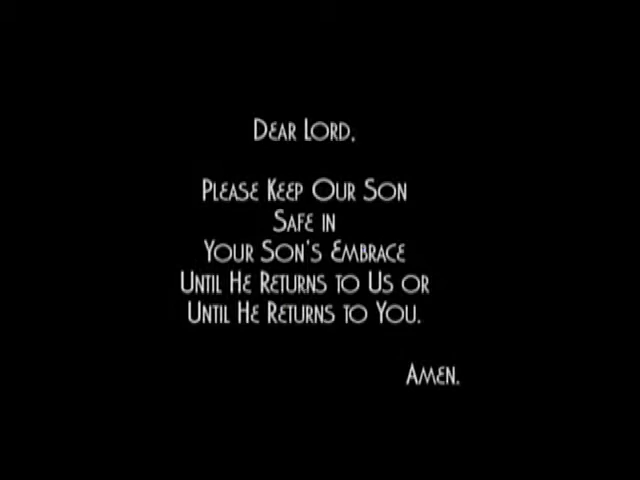 Dear Lord,
Please Keep Our Son
Safe in
Your Son's Embrace
Until He Returns to Us or
Until He Returns to You.
Amen.